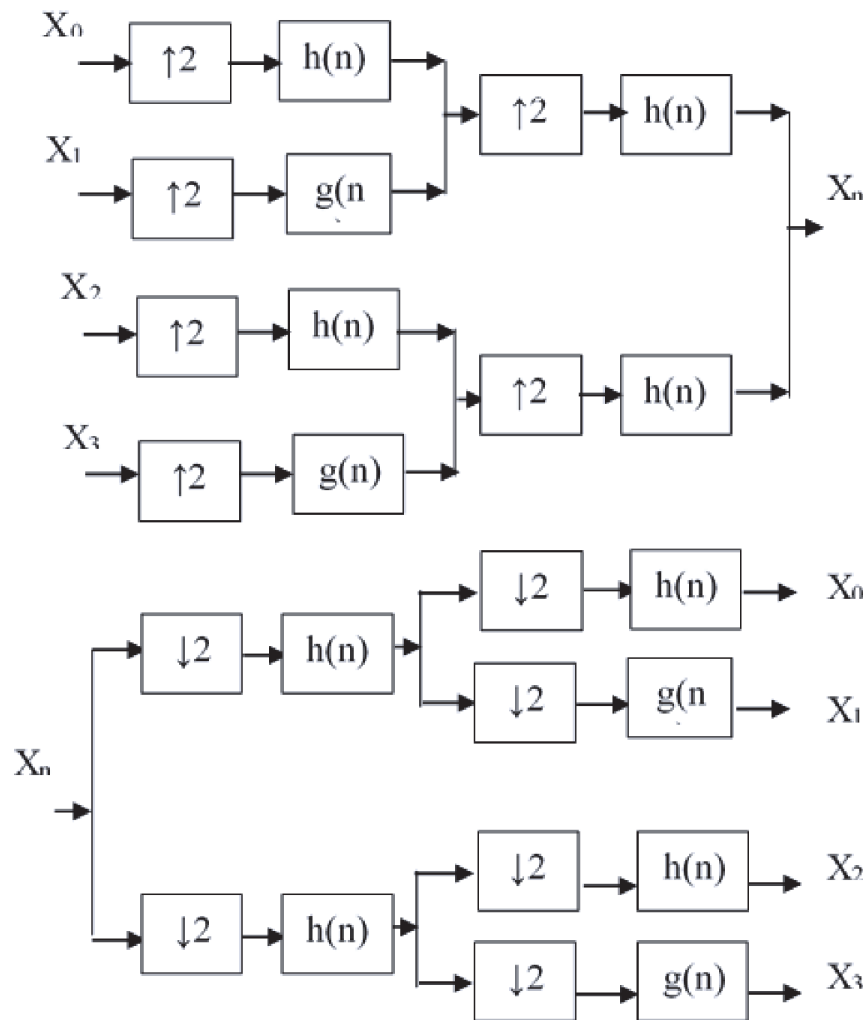 X₀
↑2
h(n)
↑2
h(n)
X₁
↑2
g(n
Xₙ
X₂
↑2
h(n)
↑2
h(n)
X₃
↑2
g(n)
↓2
h(n)
X₀
↓2
h(n)
↓2
g(n
X₁
Xₙ
↓2
h(n)
X₂
↓2
h(n)
↓2
g(n)
X₃